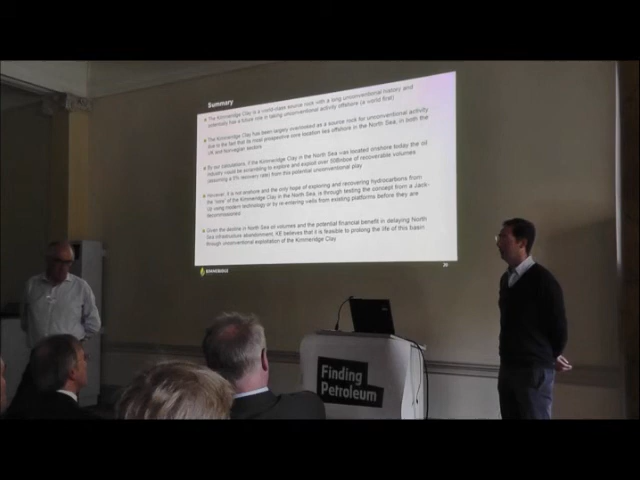 Summary
The Kimmeridge Clay is a world-class source rock with a long unconventional history and
potentially has a future role in taking unconventional activity offshore (a world first)
The Kimmeridge Clay has been largely overlooked as a source rock for unconventional activity
due to the fact that its most prospective core location lies offshore in the North Sea, in both the
UK and Norwegian sectors
By our calculations, if the Kimmeridge Clay in the North Sea was located onshore today the oil
industry would be scrambling to explore and exploit over of recoverable volumes
(assuming a 5% recovery rate) from this potential unconventional play
However, it is not onshore and the only hope of exploring and recovering hydrocarbons from
the 'core' of the Kimmeridge Clay in the North Sea, is through testing the concept from a Jack-
Up using modern technology or by re-entering wells from existing platforms before they are
decommissioned
Given the decline in North Sea oil volumes and the potential financial benefit in delaying North
Sea infrastructure abandonment, KE believes that it is feasible to prolong the life of this basin
through unconventional exploitation of the Kimmeridge Clay
Finding
Petroleum